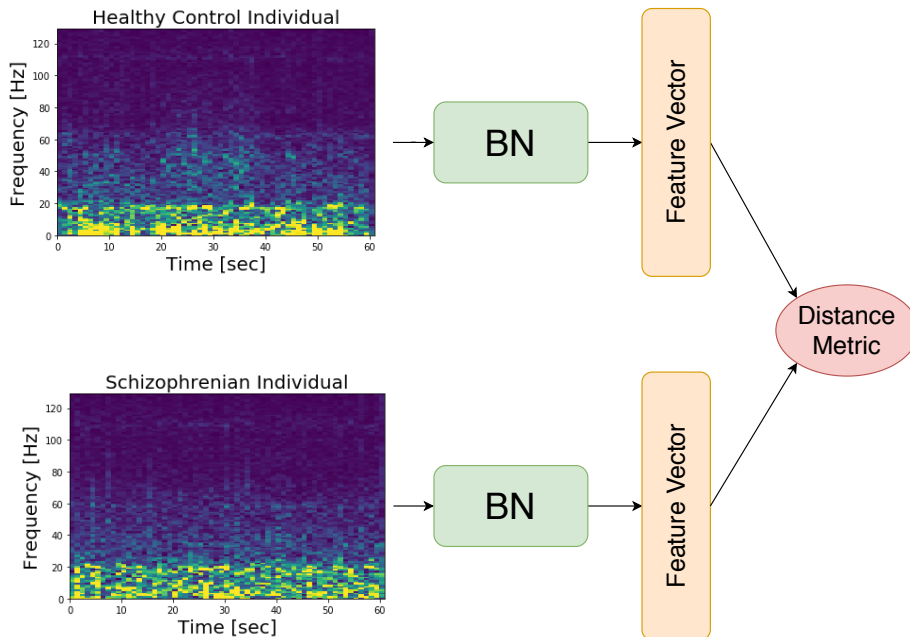 Healthy Control Individual
Frequency [Hz]
120
100
80
60
40
20
0
0 10 20 30 40 50 60
Time [sec]
BN
Feature Vector
Distance
Metric
Schizophrenian Individual
Frequency [Hz]
120
100
80
60
40
20
0
0 10 20 30 40 50 60
Time [sec]
BN
Feature Vector